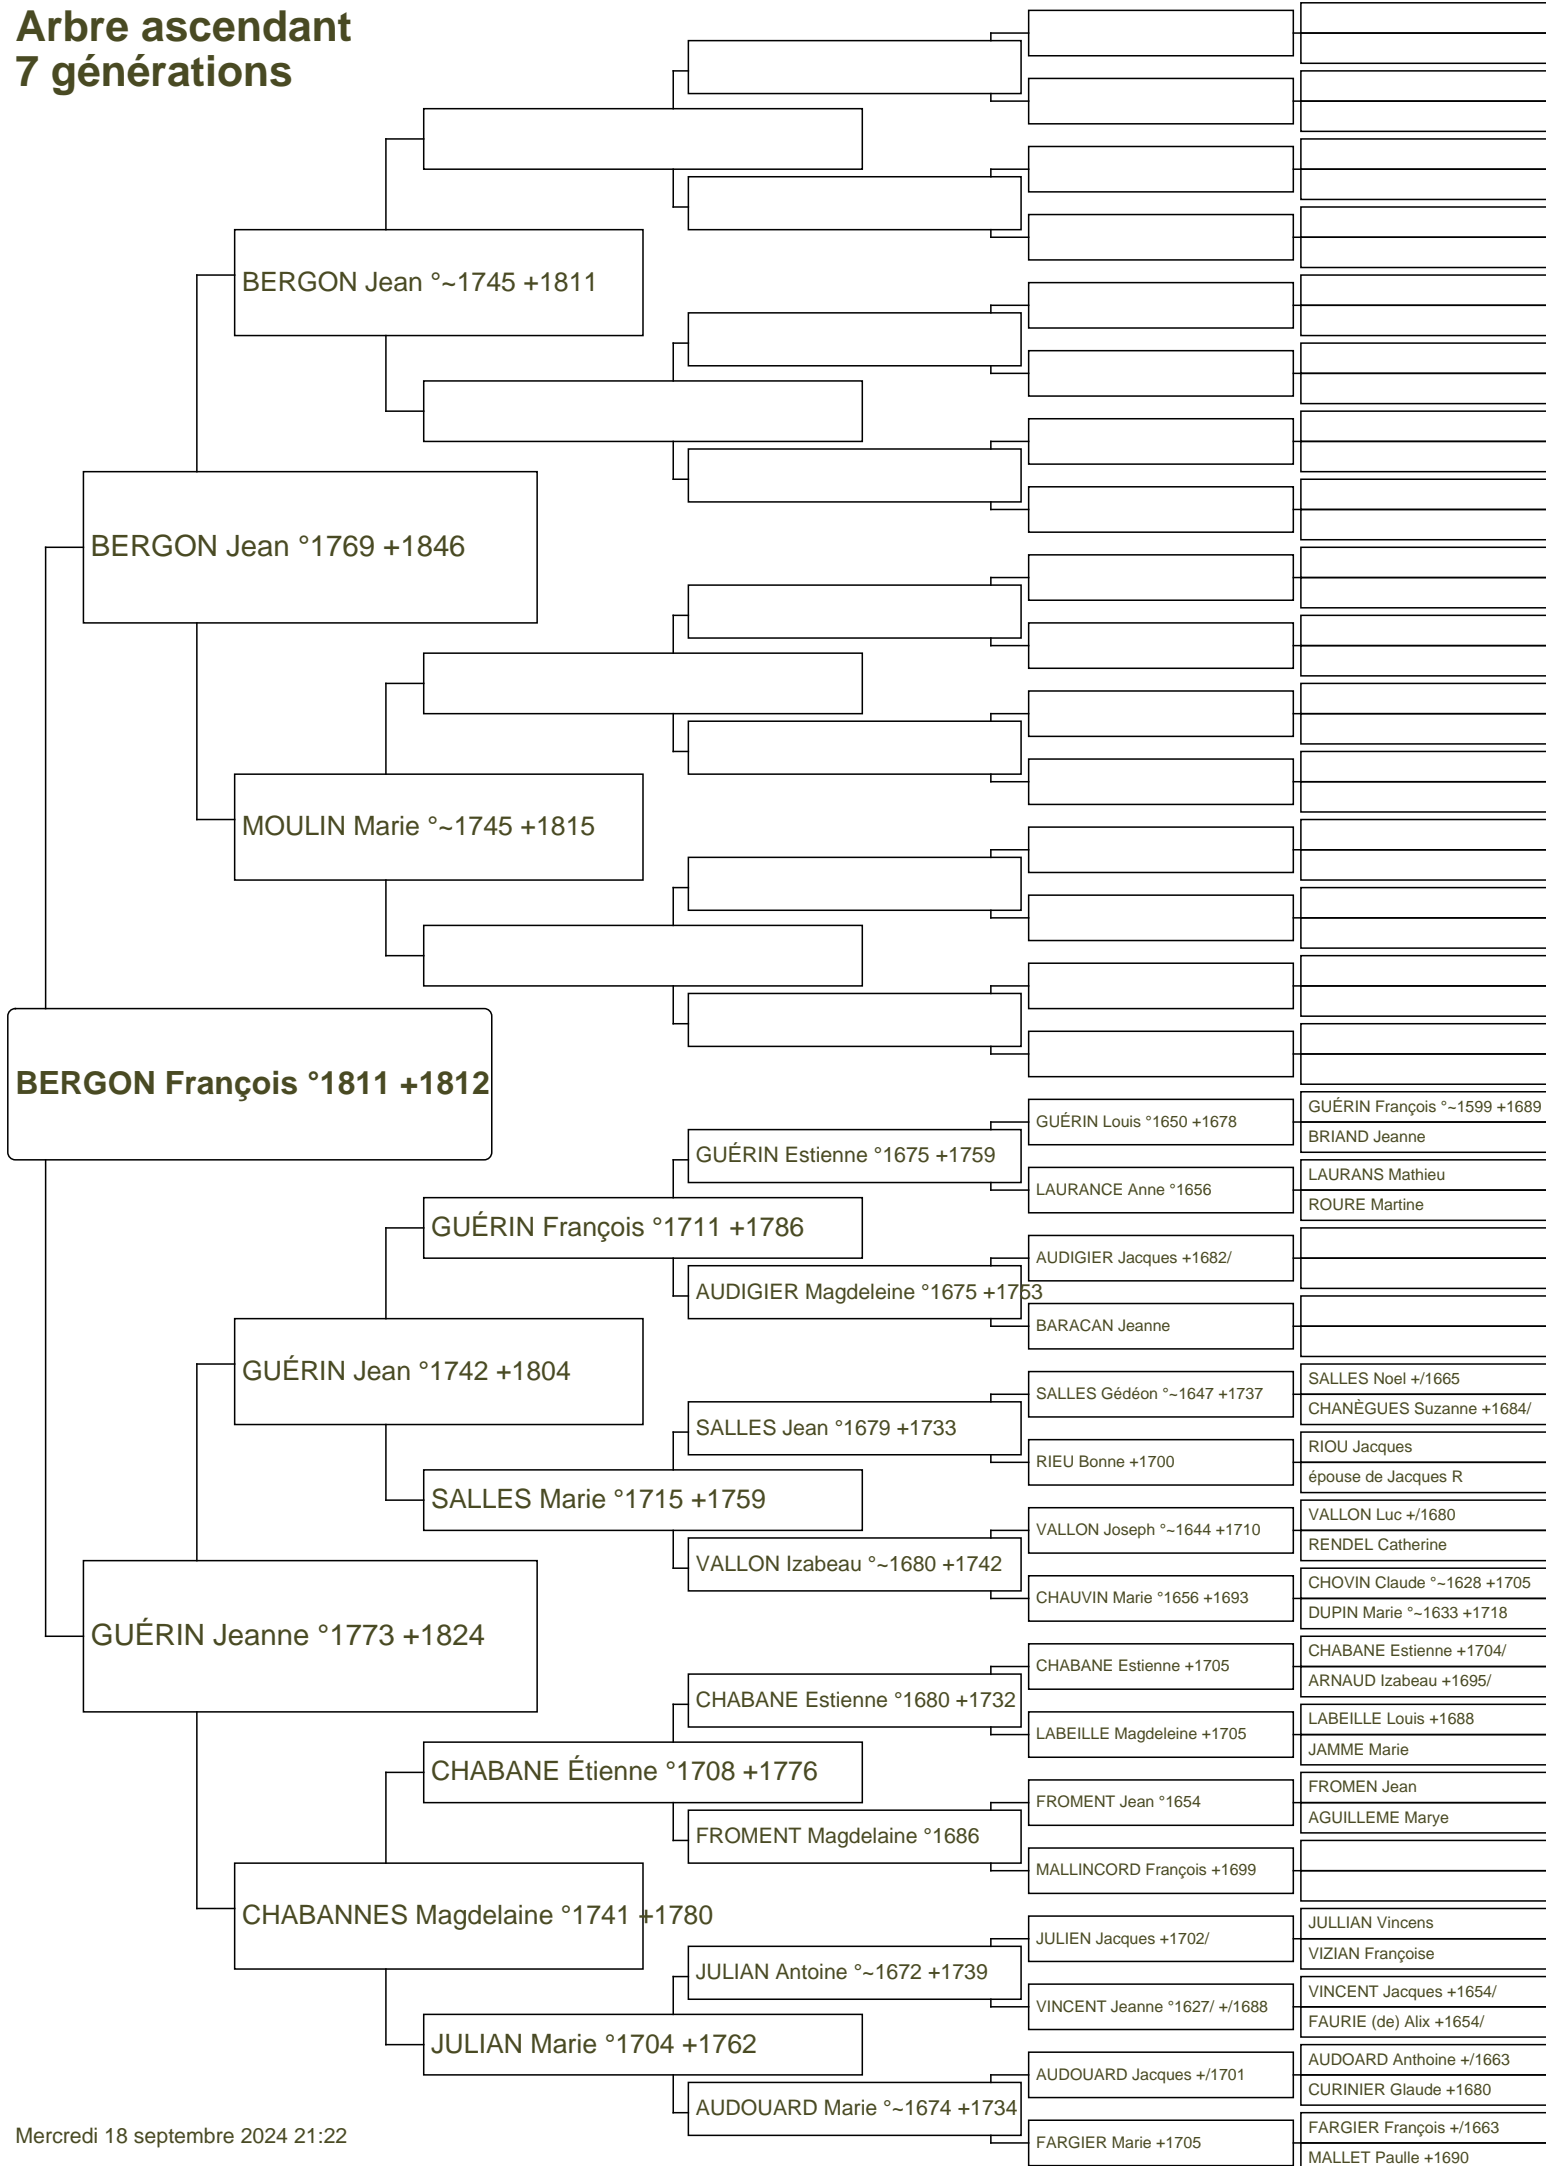 Arbre ascendant
7 générations
BERGON Jean °~1745 +1811
BERGON Jean °1769 +1846
MOULIN Marie °~1745 +1815
BERGON François °1811 +1812
GUÉRIN François °~1599 +1689
GUÉRIN Louis °1650 +1678
BRIAND Jeanne
GUÉRIN Estienne °1675 +1759
LAURANS Mathieu
LAURANCE Anne °1656
ROURE Martine
GUÉRIN François °1711 +1786
AUDIGIER Jacques +1682/
AUDIGIER Magdeleine °1675 +1753
BARACAN Jeanne
GUÉRIN Jean °1742 +1804
SALLES Noel +/1665
SALLES Gédéon °~1647 +1737
CHANÈGUES Suzanne +1684/
SALLES Jean °1679 +1733
RIOU Jacques
RIEU Bonne +1700
épouse de Jacques R
SALLES Marie °1715 +1759
VALLON Luc +/1680
VALLON Joseph °~1644 +1710
RENDEL Catherine
VALLON Izabeau °~1680 +1742
CHOVIN Claude °~1628 +1705
CHAUVIN Marie °1656 +1693
DUPIN Marie °~1633 +1718
GUÉRIN Jeanne °1773 +1824
CHABANE Estienne +1704/
CHABANE Estienne +1705
ARNAUD Izabeau +1695/
CHABANE Estienne °1680 +1732
LABEILLE Louis +1688
LABEILLE Magdeleine +1705
JAMME Marie
CHABANE Étienne °1708 +1776
FROMEN Jean
FROMENT Jean °1654
AGUILLEME Marye
FROMENT Magdelaine °1686
MALLINCORD François +1699
CHABANNES Magdelaine °1741 +1780
JULLIAN Vincens
JULIEN Jacques +1702/
VIZIAN Françoise
JULIAN Antoine °~1672 +1739
VINCENT Jacques +1654/
VINCENT Jeanne °1627/ +/1688
FAURIE (de) Alix +1654/
JULIAN Marie °1704 +1762
AUDOARD Anthoine +/1663
AUDOUARD Jacques +/1701
CURINIER Glaude +1680
AUDOUARD Marie °~1674 +1734
FARGIER François +/1663
FARGIER Marie +1705
MALLET Paulle +1690
Mercredi 18 septembre 2024 21:22